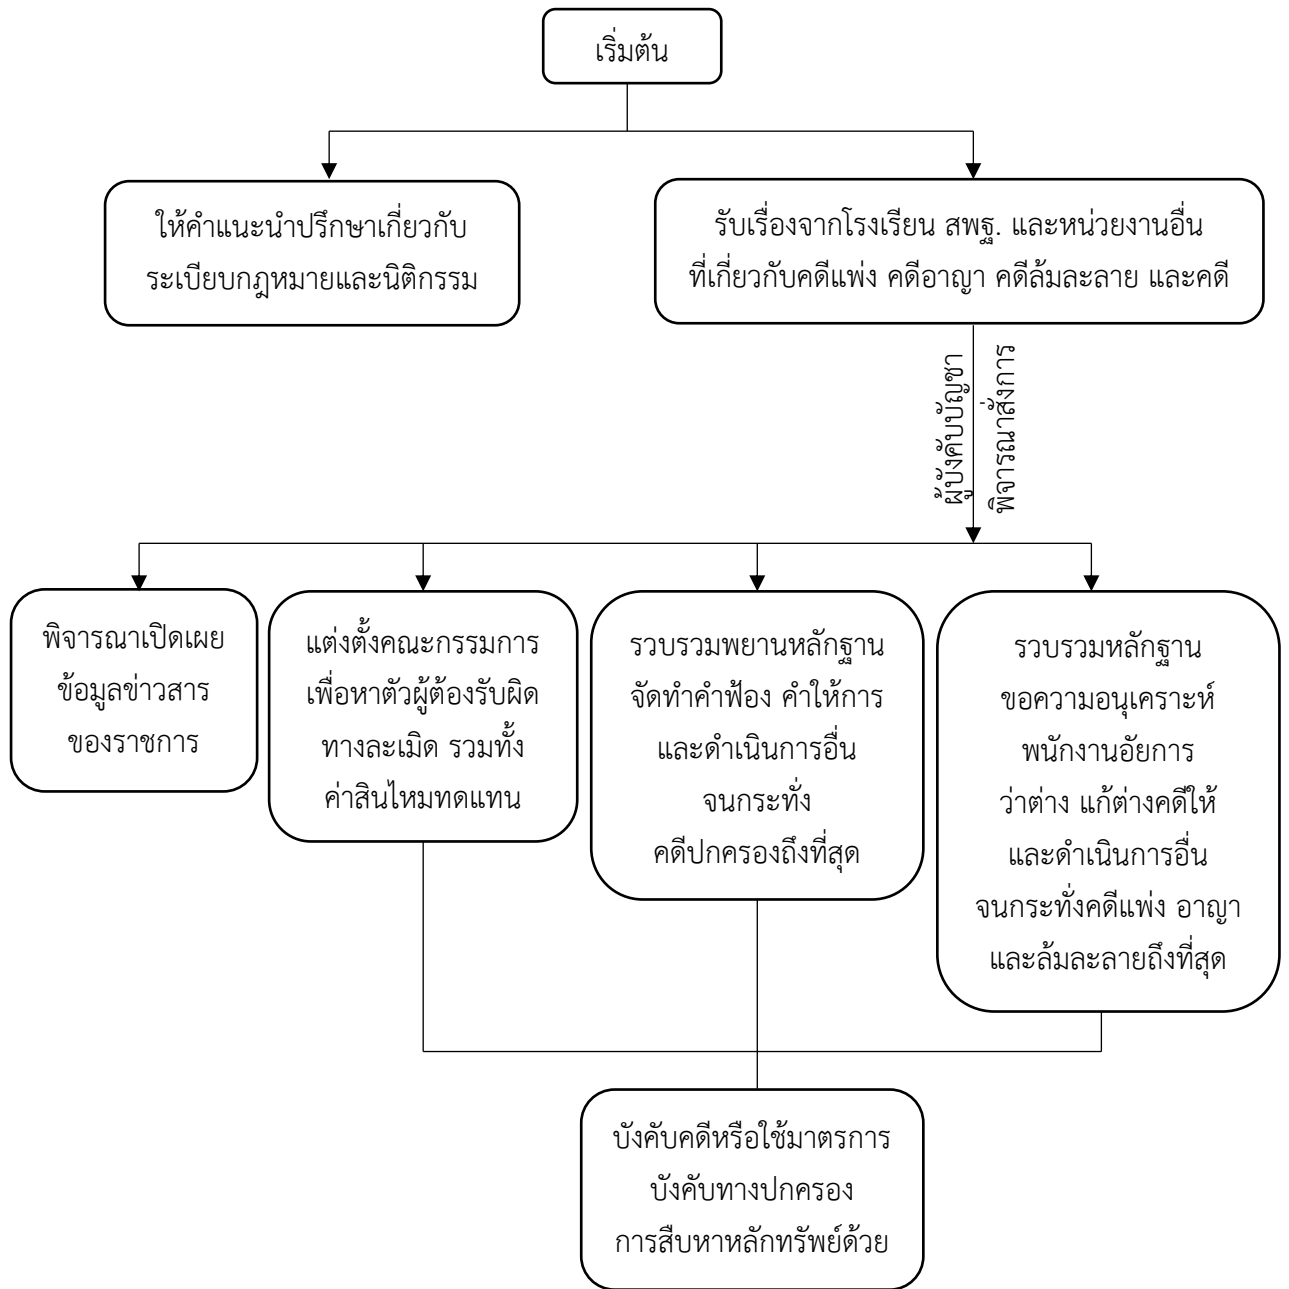 เริ่มต้น
ให้คำแนะนำปรึกษาเกี่ยวกับ
ระเบียบกฎหมายและนิติกรรม
รับเรื่องจากโรงเรียน สพฐ. และหน่วยงานอื่น
ที่เกี่ยวกับคดีแพ่ง คดีอาญา คดีล้มละลาย และคดี
ผู้บังคับบัญชา
พิจารณาสั่งการ
พิจารณาเปิดเผย
ข้อมูลข่าวสาร
ของราชการ
แต่งตั้งคณะกรรมการ
เพื่อหาตัวผู้ต้องรับผิด
ทางละเมิด รวมทั้ง
ค่าสินไหมทดแทน
รวบรวมพยานหลักฐาน
จัดทำคำฟ้อง คำให้การ
และดำเนินการอื่น
จนกระทั่ง
คดีปกครองถึงที่สุด
รวบรวมหลักฐาน
ขอความอนุเคราะห์
พนักงานอัยการ
ว่าต่าง แก้ต่างคดีให้
และดำเนินการอื่น
จนกระทั่งคดีแพ่ง อาญา
และล้มละลายถึงที่สุด
บังคับคดีหรือใช้มาตรการ
บังคับทางปกครอง
การสืบหาหลักทรัพย์ด้วย